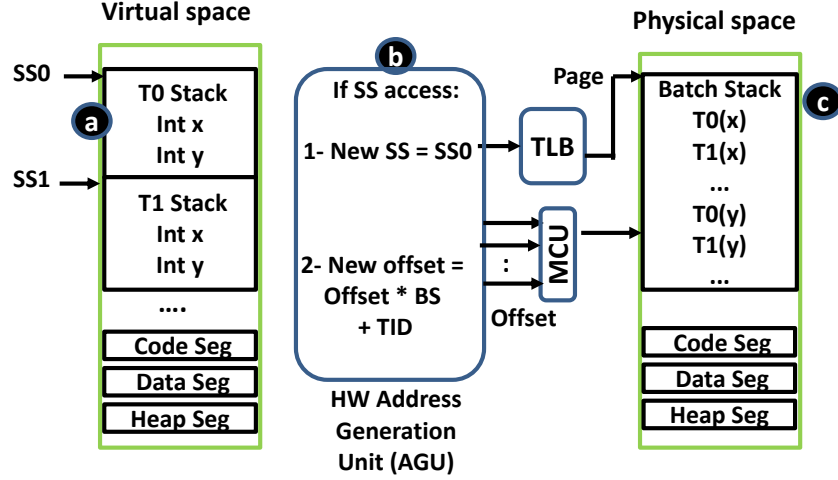 Virtual space
SS0
SS1
a
T0 Stack
Int x
Int y
T1 Stack
Int x
Int y
....
Code Seg
Data Seg
Heap Seg
b
If SS access:
1- New SS = SS0
2- New offset =
Offset * BS
+ TID
HW Address
Generation
Unit (AGU)
TLB
Page
MCU
:
Offset
Physical space
c
Batch Stack
T0(x)
T1(x)
...
T0(y)
T1(y)
...
Code Seg
Data Seg
Heap Seg